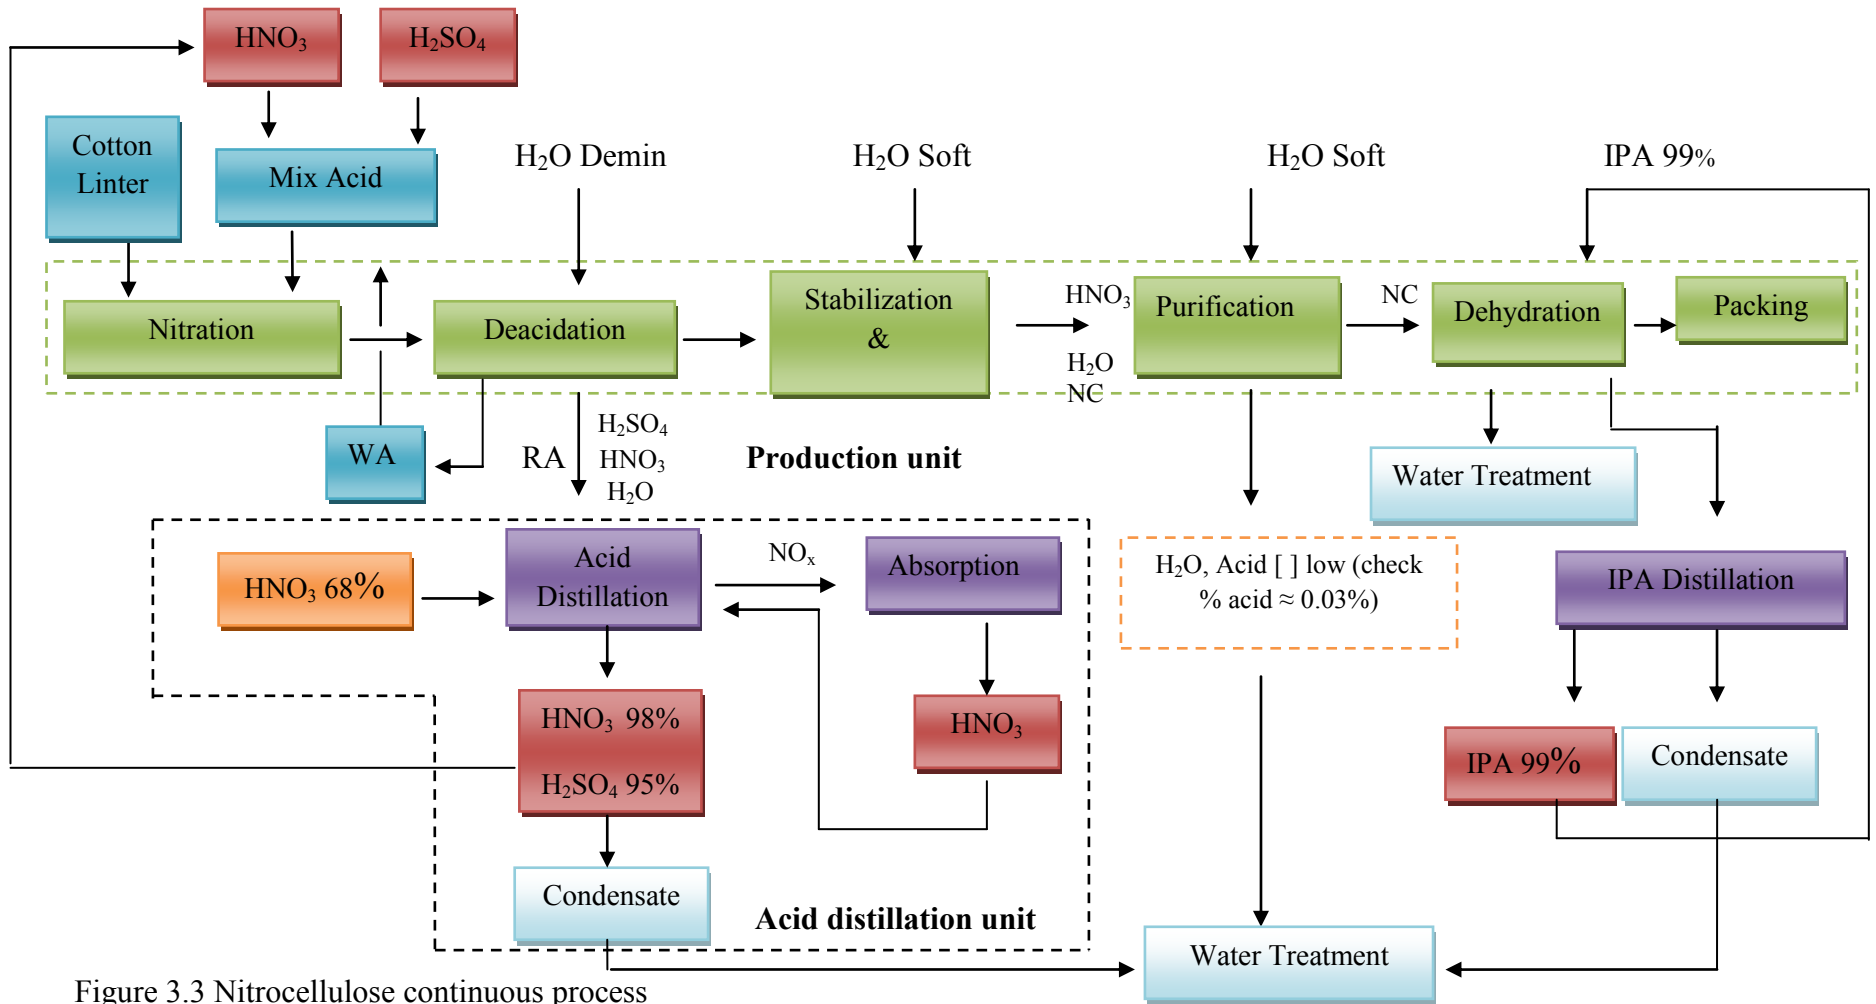 HNO₃
H₂SO₄
Cotton
Linter
Mix Acid
H₂O Demin
H₂O Soft
H₂O Soft
IPA 99%
Nitration
Deacidation
Stabilization
&
HNO₃
H₂O
NC
Purification
NC
Dehydration
Packing
WA
RA
H₂SO₄
HNO₃
H₂O
Production unit
Water Treatment
HNO₃ 68%
Acid
Distillation
NOₓ
Absorption
H₂O, Acid [ ] low (check
% acid ≈ 0.03%)
IPA Distillation
HNO₃ 98%
H₂SO₄ 95%
HNO₃
IPA 99%
Condensate
Condensate
Acid distillation unit
Water Treatment
Figure 3.3 Nitrocellulose continuous process